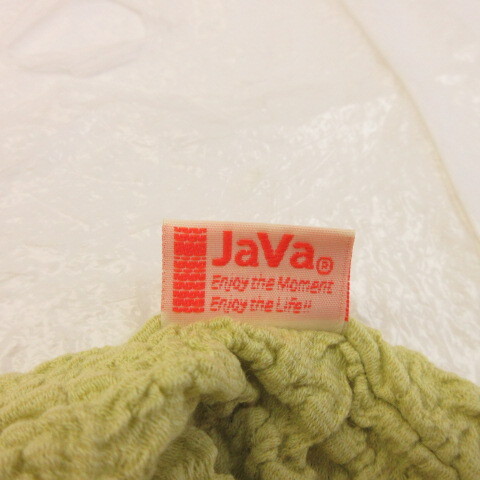 JaVa®
Enjoy the Moment
Enjoy the Life!!